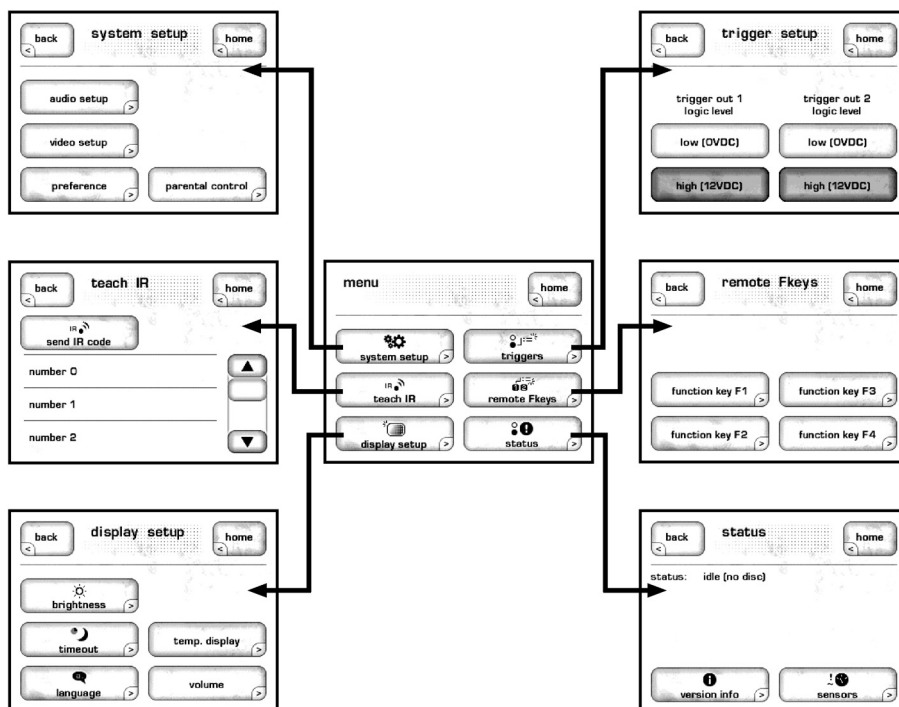 back
system setup
home
audio setup
video setup
preference
parental control
back
trigger setup
home
trigger out 1
logic level
trigger out 2
logic level
low (0VDC)
low (0VDC)
high (12VDC)
high (12VDC)
back
teach IR
home
IR
send IR code
number 0
number 1
number 2
menu
home
system setup
triggers
IR
teach IR
remote Fkeys
display setup
status
back
remote Fkeys
home
function key F1
function key F3
function key F2
function key F4
back
display setup
home
brightness
timeout
temp. display
language
volume
back
status
home
status: idle (no disc)
version info
sensors